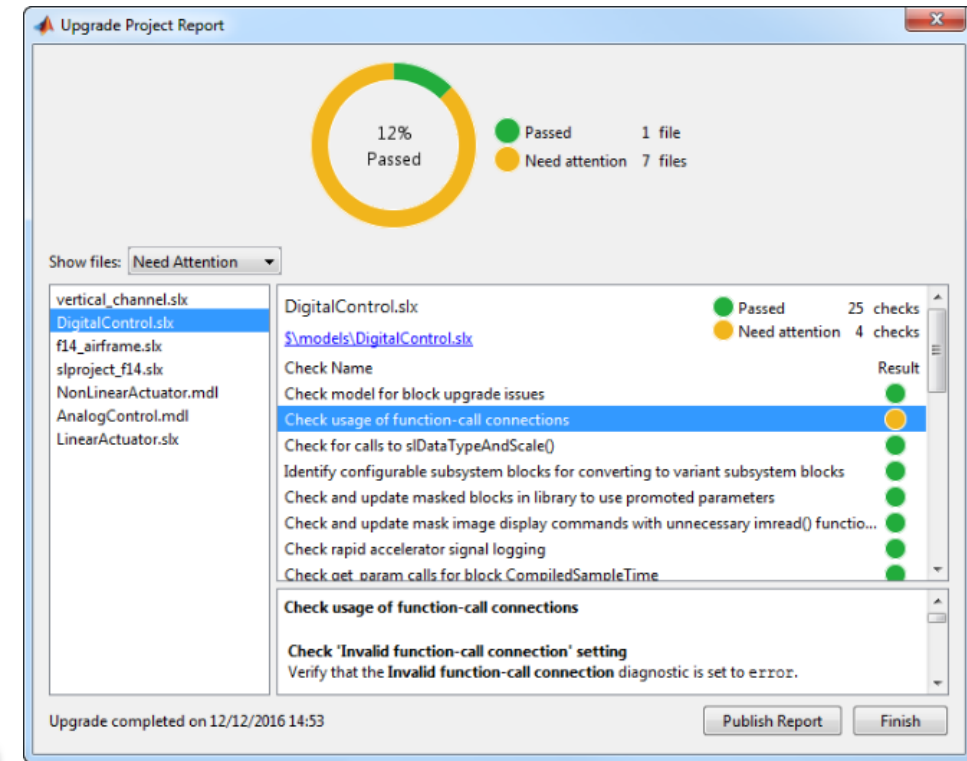 Upgrade Project Report
12%
Passed
Passed 1 file
Need attention 7 files
Show files: Need Attention
vertical_channel.slx
DigitalControl.slx
f14_airframe.slx
slproject_f14.slx
NonLinearActuator.mdl
AnalogControl.mdl
LinearActuator.slx
DigitalControl.slx
Passed 25 checks
$\models\DigitalControl.slx
Need attention 4 checks
Check Name Result
Check model for block upgrade issues
Check usage of function-call connections
Check for calls to slDataTypeAndScale()
Identify configurable subsystem blocks for converting to variant subsystem blocks
Check and update masked blocks in library to use promoted parameters
Check and update mask image display commands with unnecessary imread() functio...
Check rapid accelerator signal logging
Check get_param calls for block CompiledSampleTime
Check usage of function-call connections
Check 'Invalid function-call connection' setting
Verify that the Invalid function-call connection diagnostic is set to error.
Upgrade completed on 12/12/2016 14:53
Publish Report
Finish